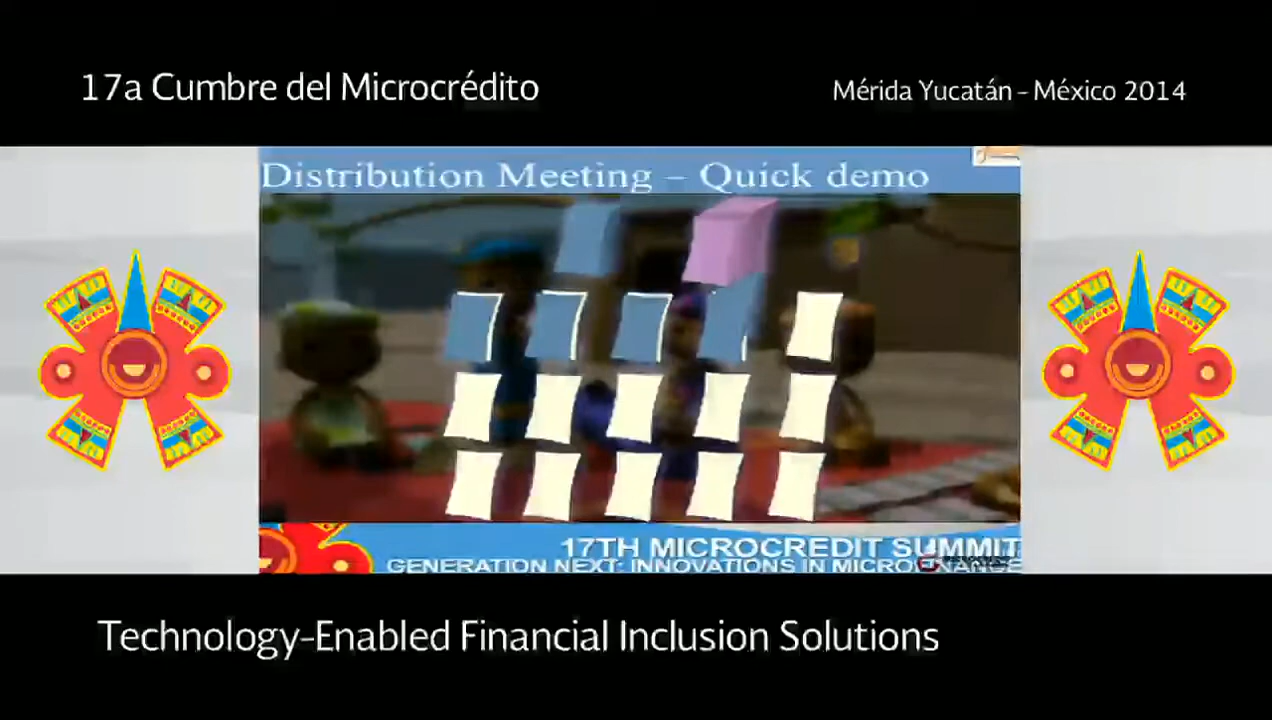 17a Cumbre del Microcrédito
Mérida Yucatán - México 2014
Distribution Meeting – Quick demo
17TH MICROCREDIT SUMMIT
GENERATION NEXT: INNOVATIONS IN MICROFINANCE
Technology-Enabled Financial Inclusion Solutions